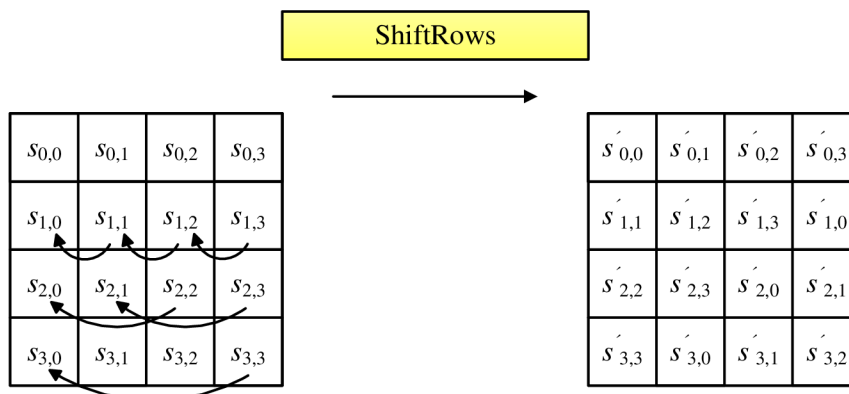 ShiftRows
s0,0 s0,1 s0,2 s0,3 s´0,0 s´0,1 s´0,2 s´0,3
s1,0 s1,1 s1,2 s1,3 s´1,1 s´1,2 s´1,3 s´1,0
s2,0 s2,1 s2,2 s2,3 s´2,2 s´2,3 s´2,0 s´2,1
s3,0 s3,1 s3,2 s3,3 s´3,3 s´3,0 s´3,1 s´3,2